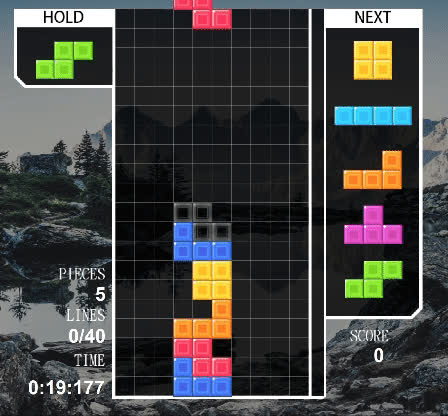 HOLD
NEXT
PIECES
5
LINES
0/40
TIME
0:19:177
SCORE
0